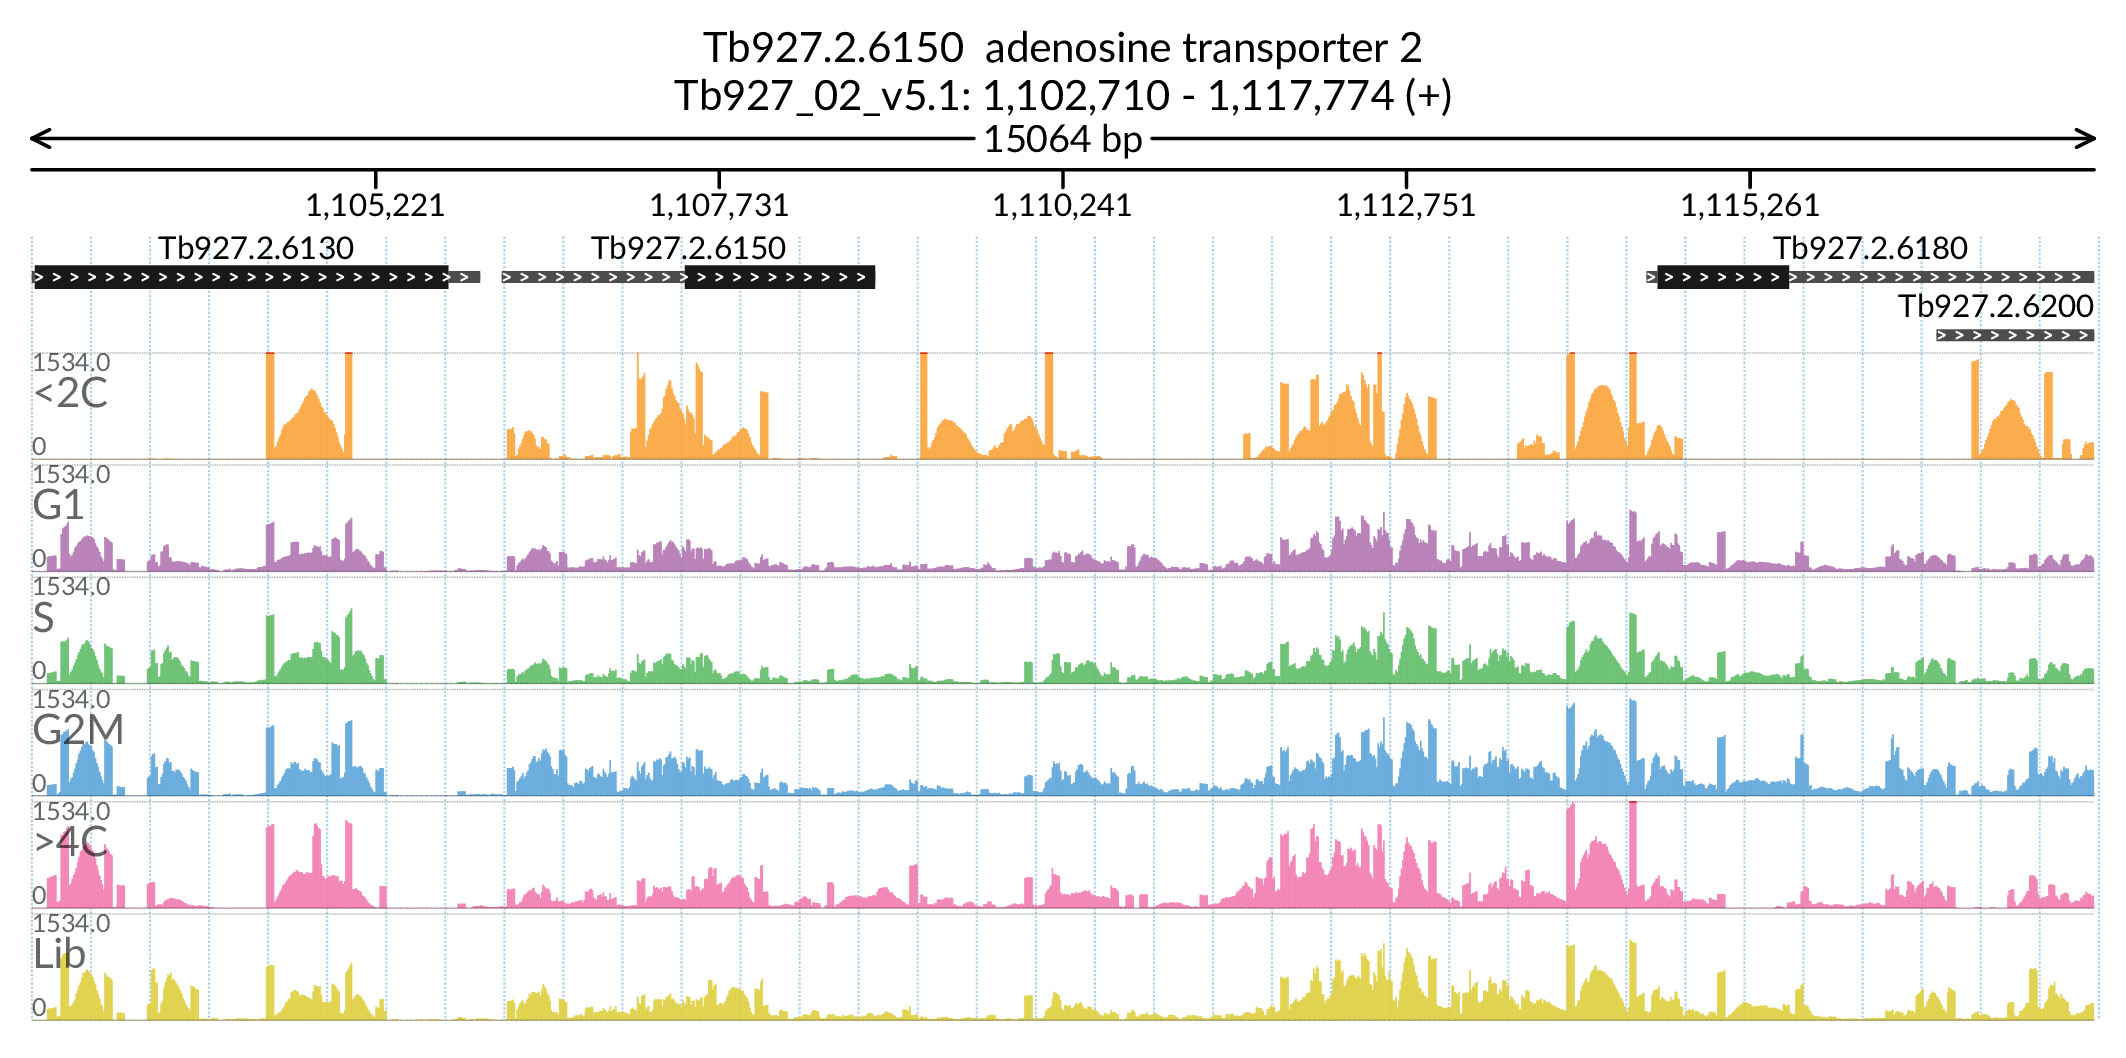 Tb927.2.6150  adenosine transporter 2
Tb927_02_v5.1: 1,102,710 - 1,117,774 (+)
15064 bp
1,105,221 1,107,731 1,110,241 1,112,751 1,115,261
Tb927.2.6130 Tb927.2.6150 Tb927.2.6180
Tb927.2.6200
1534.0
<2C
0
1534.0
G1
0
1534.0
S
0
1534.0
G2M
0
1534.0
>4C
0
1534.0
Lib
0